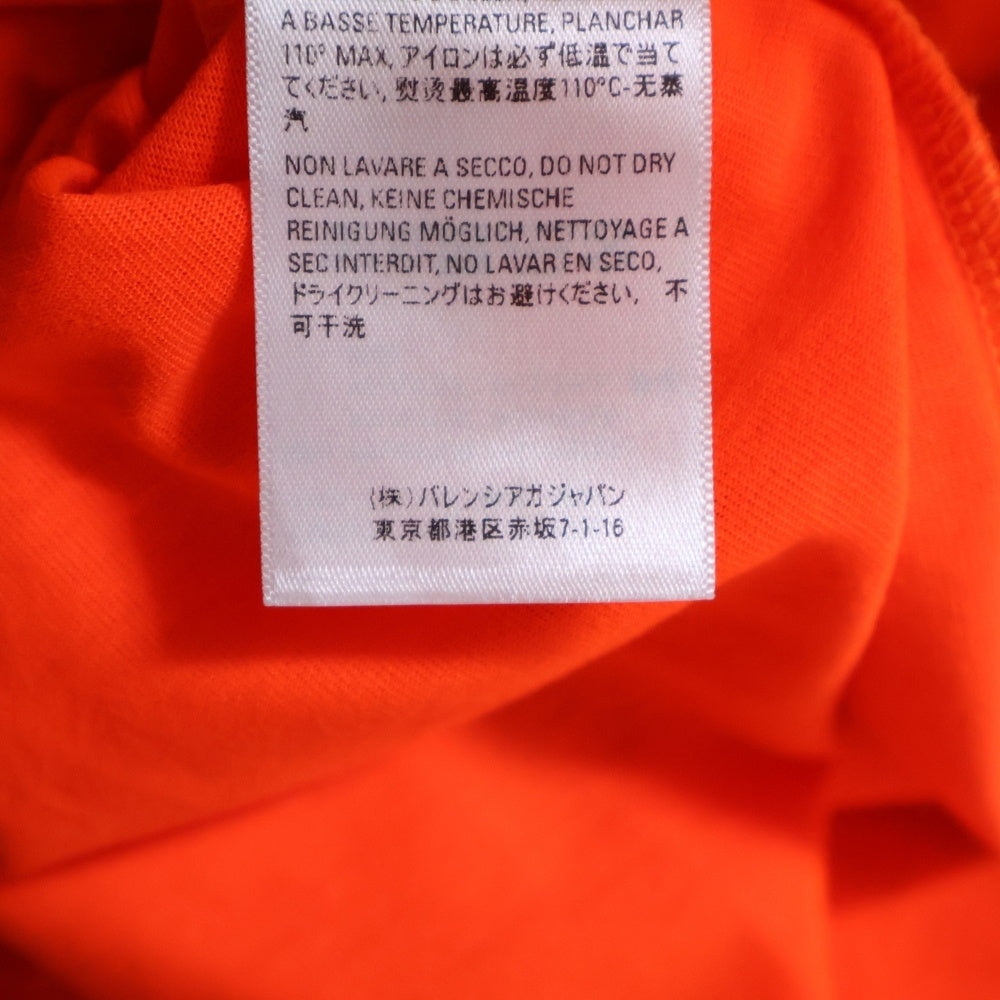 A BASSE TEMPERATURE, PLANCHAR
110° MAX, アイロンは必ず低温で当
てください, 熨烫最高温度110°C-无蒸
汽
NON LAVARE A SECCO, DO NOT DRY
CLEAN, KEINE CHEMISCHE
REINIGUNG MÖGLICH, NETTOYAGE A
SEC INTERDIT, NO LAVAR EN SECO,
ドライクリーニングはお避けください, 不
可干洗
(株)バレンシアガジャパン
東京都港区赤坂7-1-16